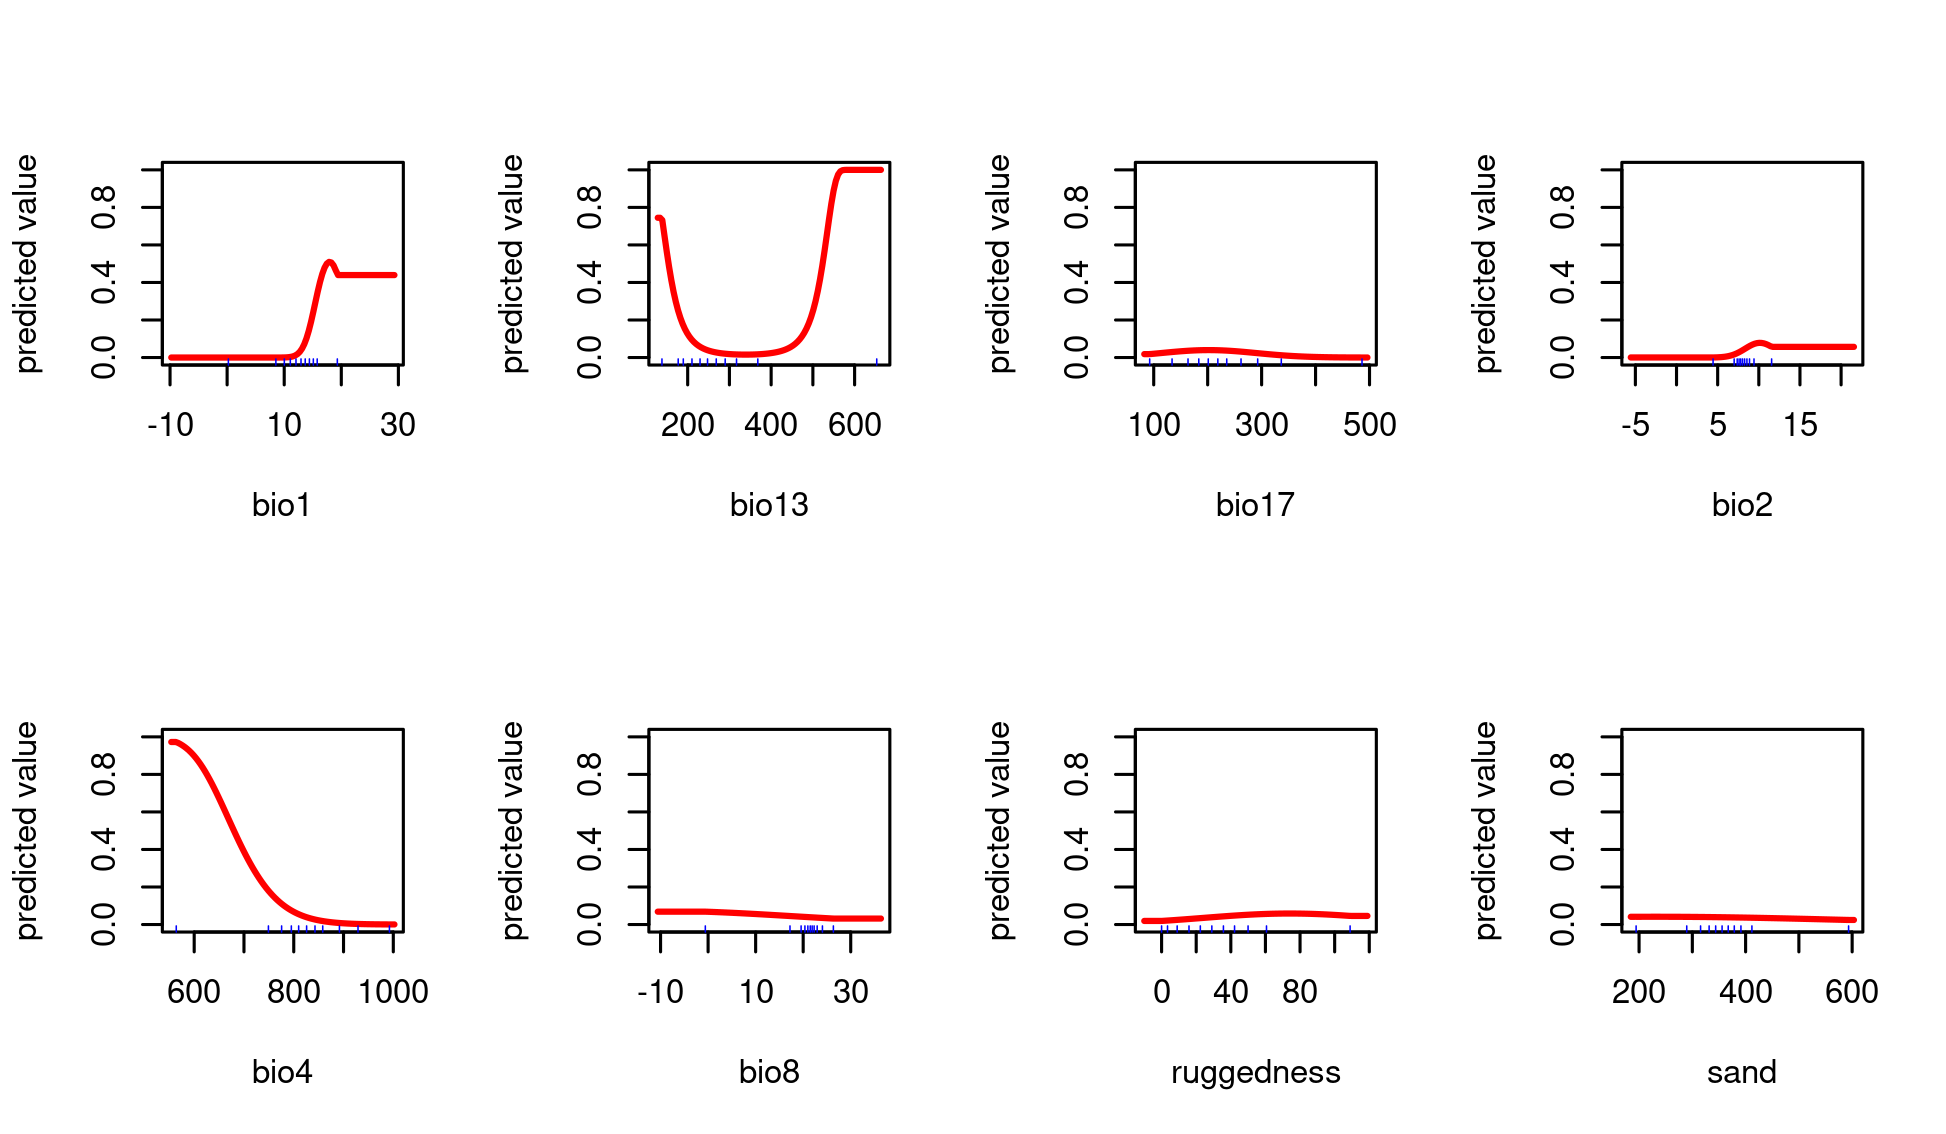 predicted value
0.0 0.4 0.8
-10 10 30
bio1
predicted value
0.0 0.4 0.8
200 400 600
bio13
predicted value
0.0 0.4 0.8
100 300 500
bio17
predicted value
0.0 0.4 0.8
-5 5 15
bio2
predicted value
0.0 0.4 0.8
600 800 1000
bio4
predicted value
0.0 0.4 0.8
-10 10 30
bio8
predicted value
0.0 0.4 0.8
0 40 80
ruggedness
predicted value
0.0 0.4 0.8
200 400 600
sand